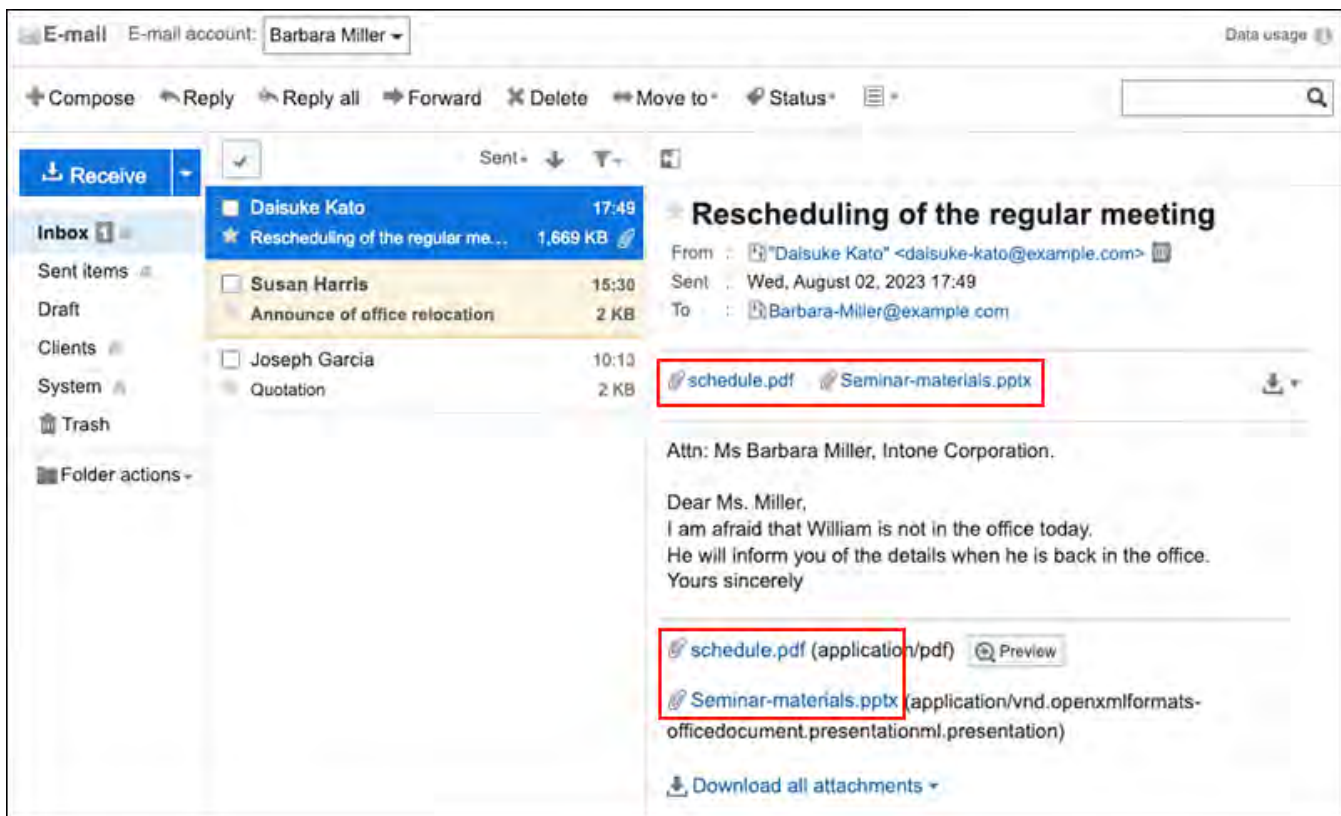 E-mail E-mail account: Barbara Miller
Data usage
Compose Reply Reply all Forward Delete Move to Status
Receive
Sent
Inbox 1
Sent items
Draft
Clients
System
Trash
Folder actions
Daisuke Kato 17:49
Rescheduling of the regular me... 1,669 KB
Susan Harris 15:30
Announce of office relocation 2 KB
Joseph Garcia 10:13
Quotation 2 KB
Rescheduling of the regular meeting
From : "Daisuke Kato" <daisuke-kato@example.com>
Sent : Wed, August 02, 2023 17:49
To : Barbara-Miller@example.com
schedule.pdf Seminar-materials.pptx
Attn: Ms Barbara Miller, Intone Corporation.
Dear Ms. Miller,
I am afraid that William is not in the office today.
He will inform you of the details when he is back in the office.
Yours sincerely
schedule.pdf (application/pdf) Preview
Seminar-materials.pptx (application/vnd.openxmlformats-
officedocument.presentationml.presentation)
Download all attachments